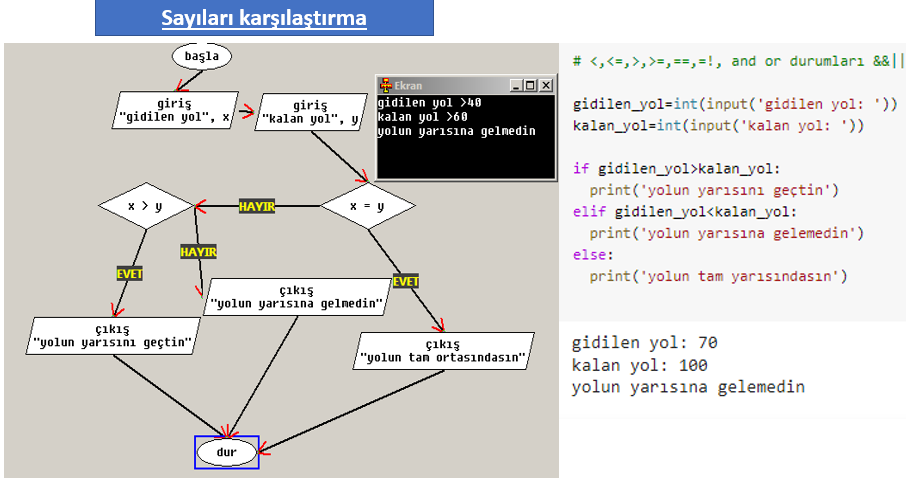 Sayıları karşılaştırma
başla
giriş
"gidilen yol", x
giriş
"kalan yol", y
Ekran
gidilen yol >40
kalan yol >60
yolun yarısına gelmedin
x > y
HAYIR
x = y
HAYIR
EVET
EVET
çıkış
"yolun yarısına gelmedin"
çıkış
"yolun yarısını geçtin"
çıkış
"yolun tam ortasındasın"
dur
# <,<=,>,>=,==,=!, and or durumları &&||
gidilen_yol=int(input('gidilen yol: '))
kalan_yol=int(input('kalan yol: '))
if gidilen_yol>kalan_yol:
print('yolun yarısını geçtin')
elif gidilen_yol<kalan_yol:
print('yolun yarısına gelemedin')
else:
print('yolun tam yarısındasın')
gidilen yol: 70
kalan yol: 100
yolun yarısına gelemedin